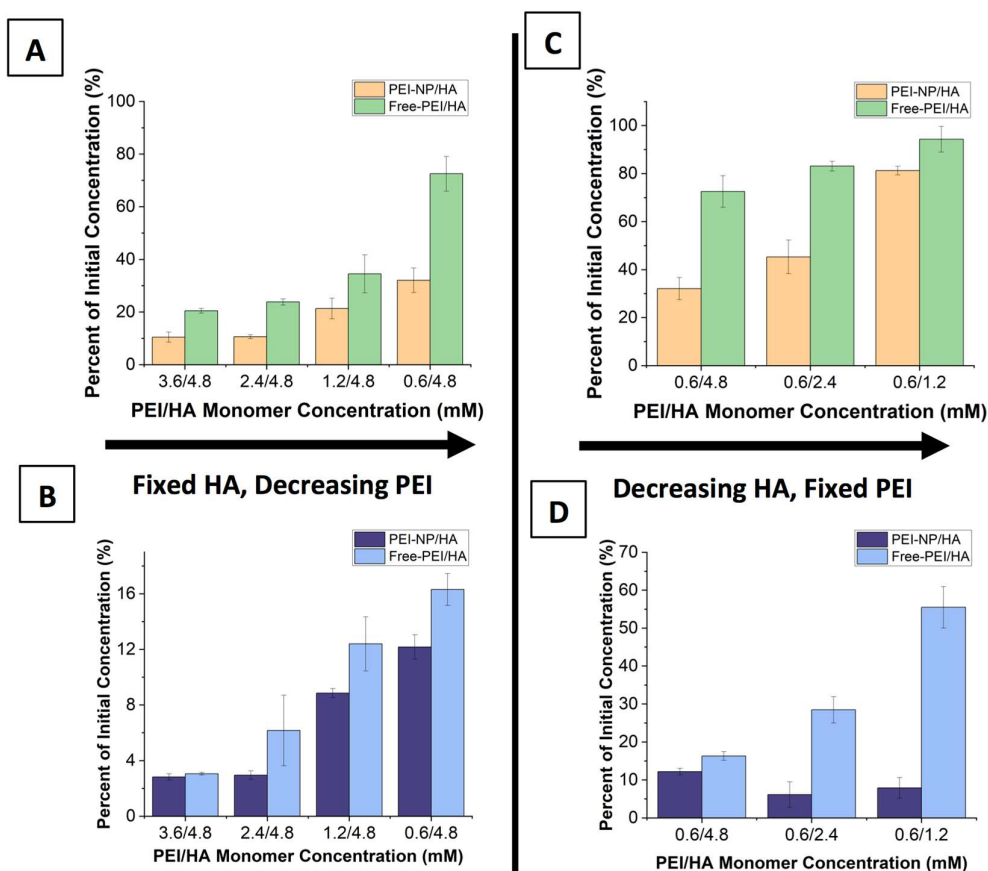 A
PEI-NP/HA
Free-PEI/HA
Percent of Initial Concentration (%)
100
80
60
40
20
0
3.6/4.8 2.4/4.8 1.2/4.8 0.6/4.8
PEI/HA Monomer Concentration (mM)
Fixed HA, Decreasing PEI
B
PEI-NP/HA
Free-PEI/HA
Percent of Initial Concentration (%)
16
12
8
4
0
3.6/4.8 2.4/4.8 1.2/4.8 0.6/4.8
PEI/HA Monomer Concentration (mM)
C
PEI-NP/HA
Free-PEI/HA
Percent of Initial Concentration (%)
100
80
60
40
20
0
0.6/4.8 0.6/2.4 0.6/1.2
PEI/HA Monomer Concentration (mM)
Decreasing HA, Fixed PEI
D
PEI-NP/HA
Free-PEI/HA
Percent of Initial Concentration (%)
70
60
50
40
30
20
10
0
0.6/4.8 0.6/2.4 0.6/1.2
PEI/HA Monomer Concentration (mM)